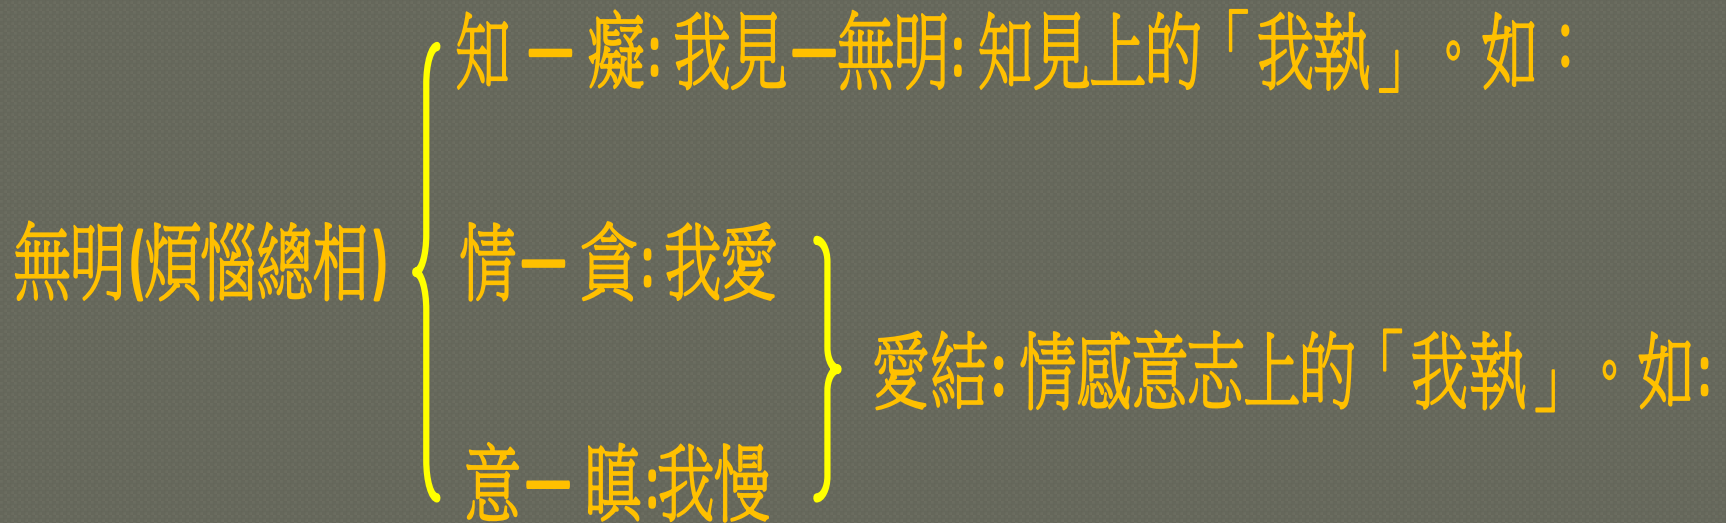 知 — 癡: 我見—無明: 知見上的「我執」。如：
無明(煩惱總相)
情— 貪: 我愛
愛結: 情感意志上的「我執」。如:
意— 瞋:我慢